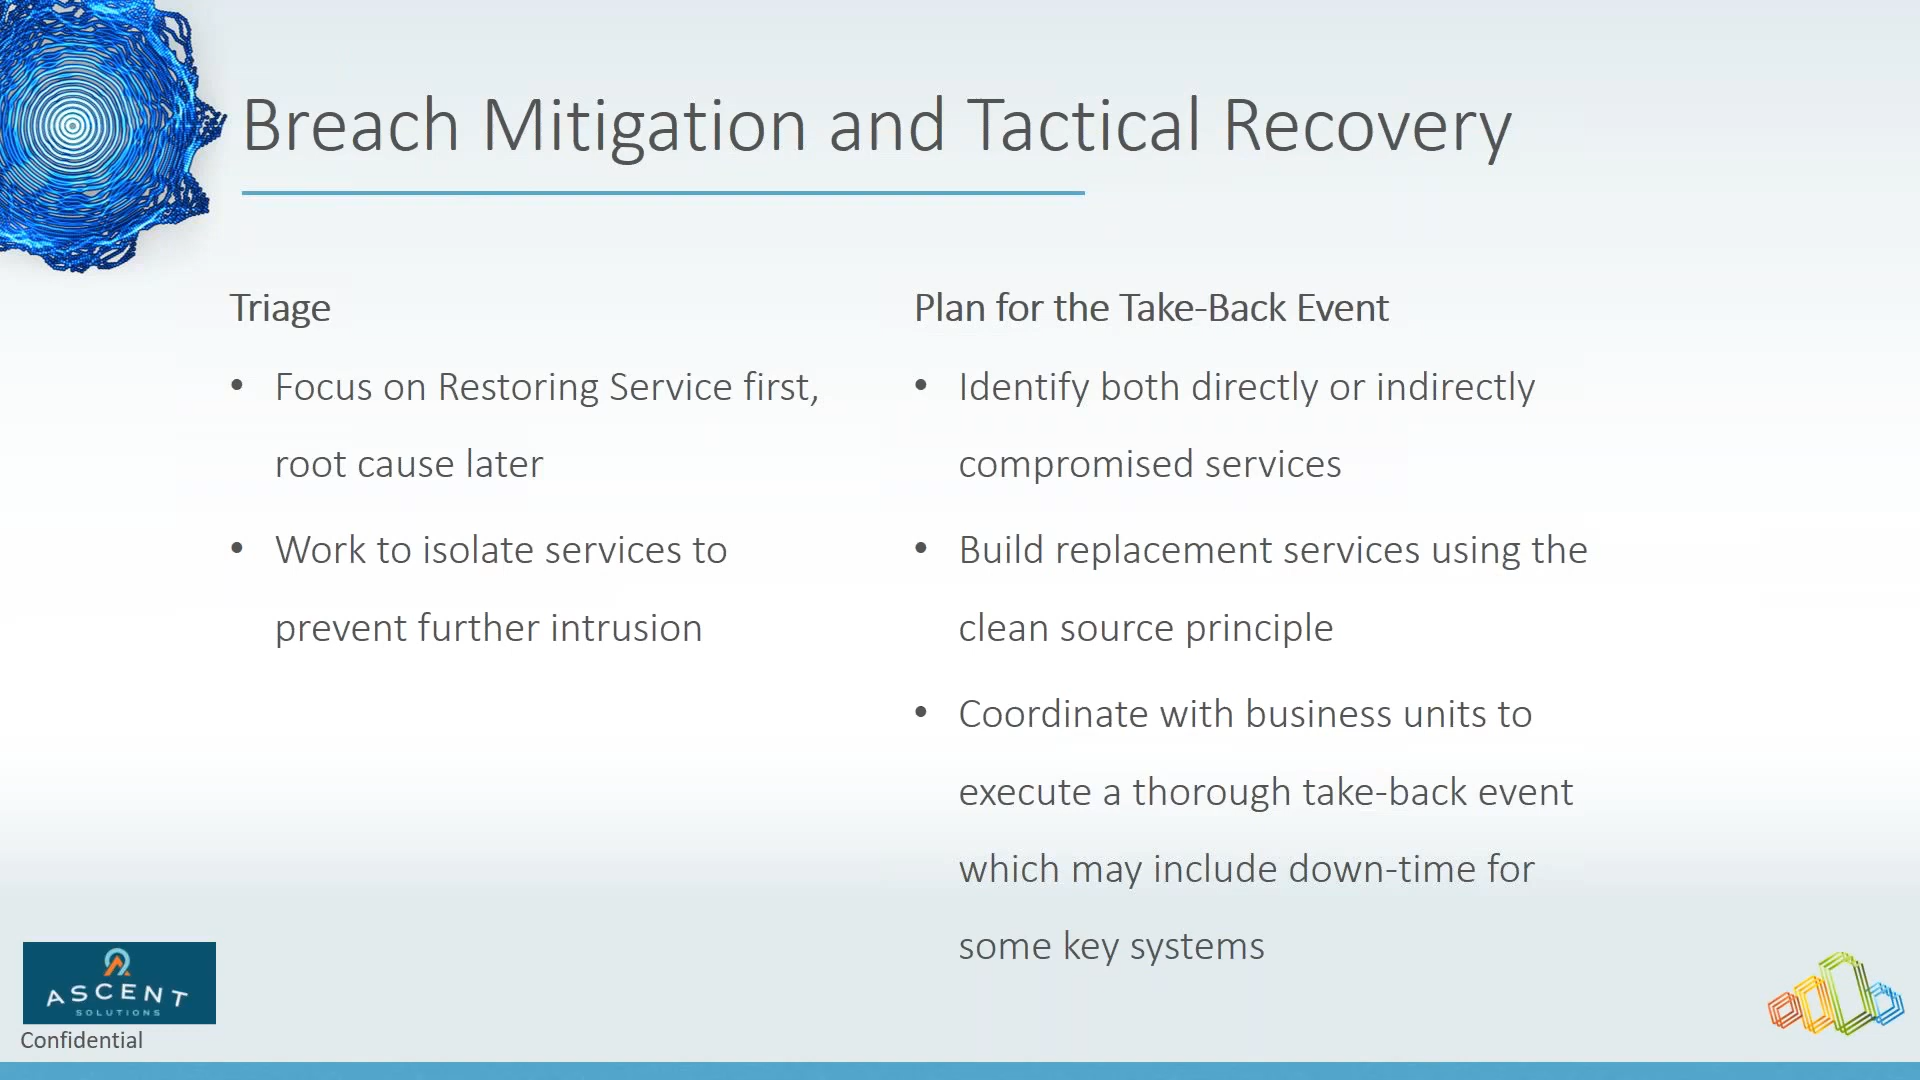 Breach Mitigation and Tactical Recovery
Triage
• Focus on Restoring Service first,
root cause later
• Work to isolate services to
prevent further intrusion
Plan for the Take-Back Event
• Identify both directly or indirectly
compromised services
• Build replacement services using the
clean source principle
• Coordinate with business units to
execute a thorough take-back event
which may include down-time for
some key systems
ASCENT
SOLUTIONS
Confidential